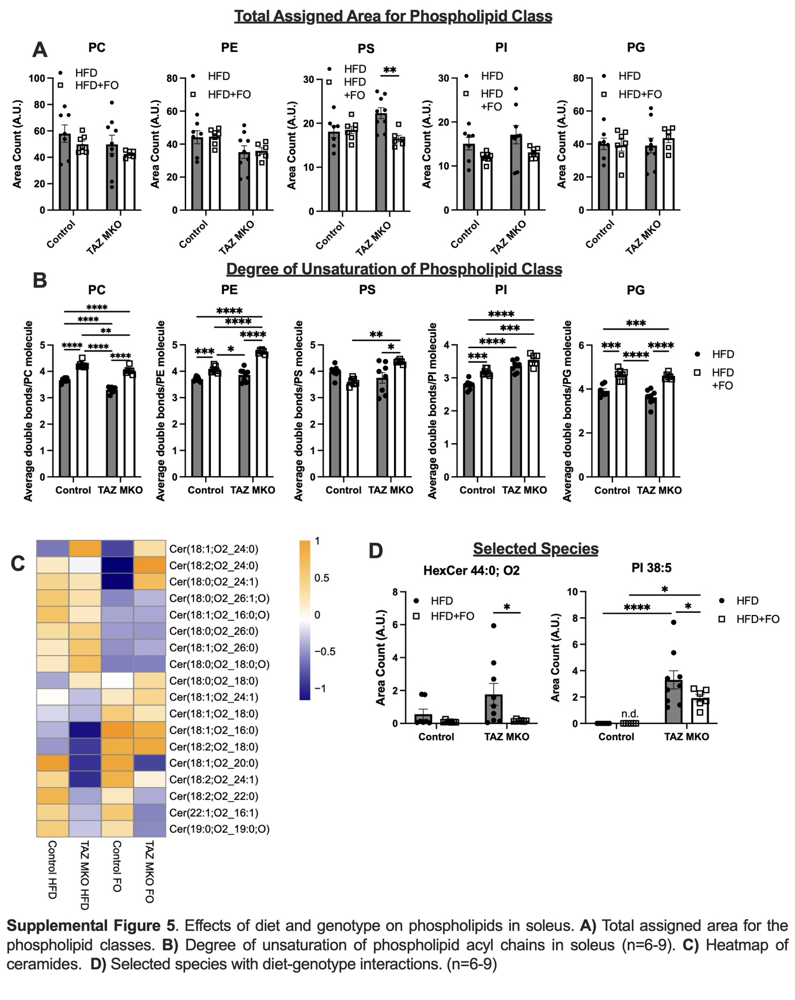 Total Assigned Area for Phospholipid Class
A
PC
HFD
HFD+FO
Area Count (A.U.)
100
80
60
40
20
0
Control
TAZ MKO
PE
HFD
HFD+FO
Area Count (A.U.)
80
60
40
20
0
Control
TAZ MKO
PS
HFD
HFD
+FO
**
Area Count (A.U.)
30
20
10
0
Control
TAZ MKO
PI
HFD
HFD
+FO
Area Count (A.U.)
30
20
10
0
Control
TAZ MKO
PG
HFD
HFD+FO
Area Count (A.U.)
80
60
40
20
0
Control
TAZ MKO
Degree of Unsaturation of Phospholipid Class
B
PC
****
****
**
**** ****
****
Average double bonds/PC molecule
5
4
3
2
1
0
Control TAZ MKO
PE
****
****
****
*** *
Average double bonds/PE molecule
5
4
3
2
1
0
Control TAZ MKO
PS
**
*
Average double bonds/PS molecule
5
4
3
2
1
0
Control TAZ MKO
PI
****
***
****
***
Average double bonds/PI molecule
4
3
2
1
0
Control TAZ MKO
PG
***
*** ****
****
Average double bonds/PG molecule
6
4
2
0
Control TAZ MKO
HFD
HFD
+FO
C
Cer(18:1;O2_24:0)
Cer(18:2;O2_24:0)
Cer(18:0;O2_24:1)
Cer(18:0;O2_26:1;O)
Cer(18:1;O2_16:0;O)
Cer(18:0;O2_26:0)
Cer(18:1;O2_26:0)
Cer(18:0;O2_18:0;O)
Cer(18:0;O2_18:0)
Cer(18:1;O2_24:1)
Cer(18:1;O2_18:0)
Cer(18:1;O2_16:0)
Cer(18:2;O2_18:0)
Cer(18:1;O2_20:0)
Cer(18:2;O2_24:1)
Cer(18:2;O2_22:0)
Cer(22:1;O2_16:1)
Cer(19:0;O2_19:0;O)
Control HFD
TAZ MKO HFD
Control FO
TAZ MKO FO
1
0.5
0
−0.5
−1
D
Selected Species
HexCer 44:0; O2
HFD
HFD+FO
*
Area Count (A.U.)
8
6
4
2
0
Control TAZ MKO
PI 38:5
*
**** *
n.d.
Area Count (A.U.)
10
8
6
4
2
0
Control TAZ MKO
HFD
HFD+FO
Supplemental Figure 5. Effects of diet and genotype on phospholipids in soleus. A) Total assigned area for the
phospholipid classes. B) Degree of unsaturation of phospholipid acyl chains in soleus (n=6-9). C) Heatmap of
ceramides. D) Selected species with diet-genotype interactions. (n=6-9)